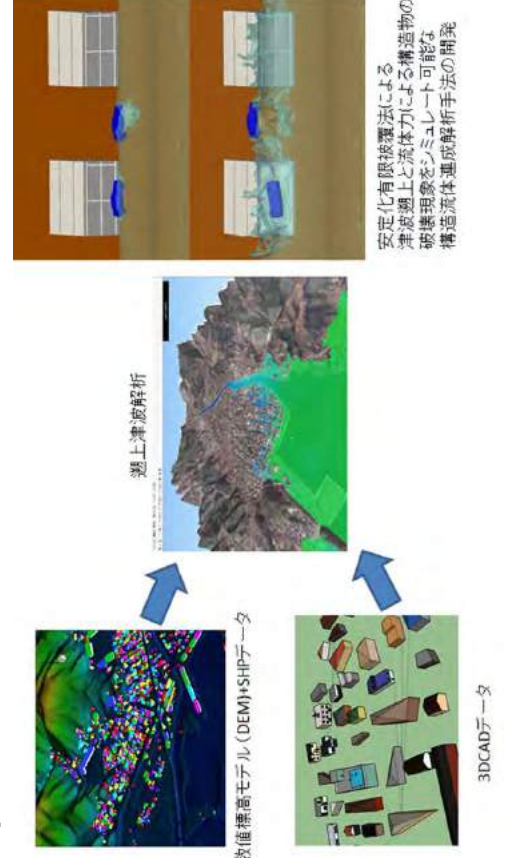 数値標高モデル（DEM)+SHPデータ
3DCADデータ
遡上津波解析
安定化有限被覆法による
津波遡上と流体力による構造物の
破壊現象をシミュレート可能な
構造流体連成解析手法の開発